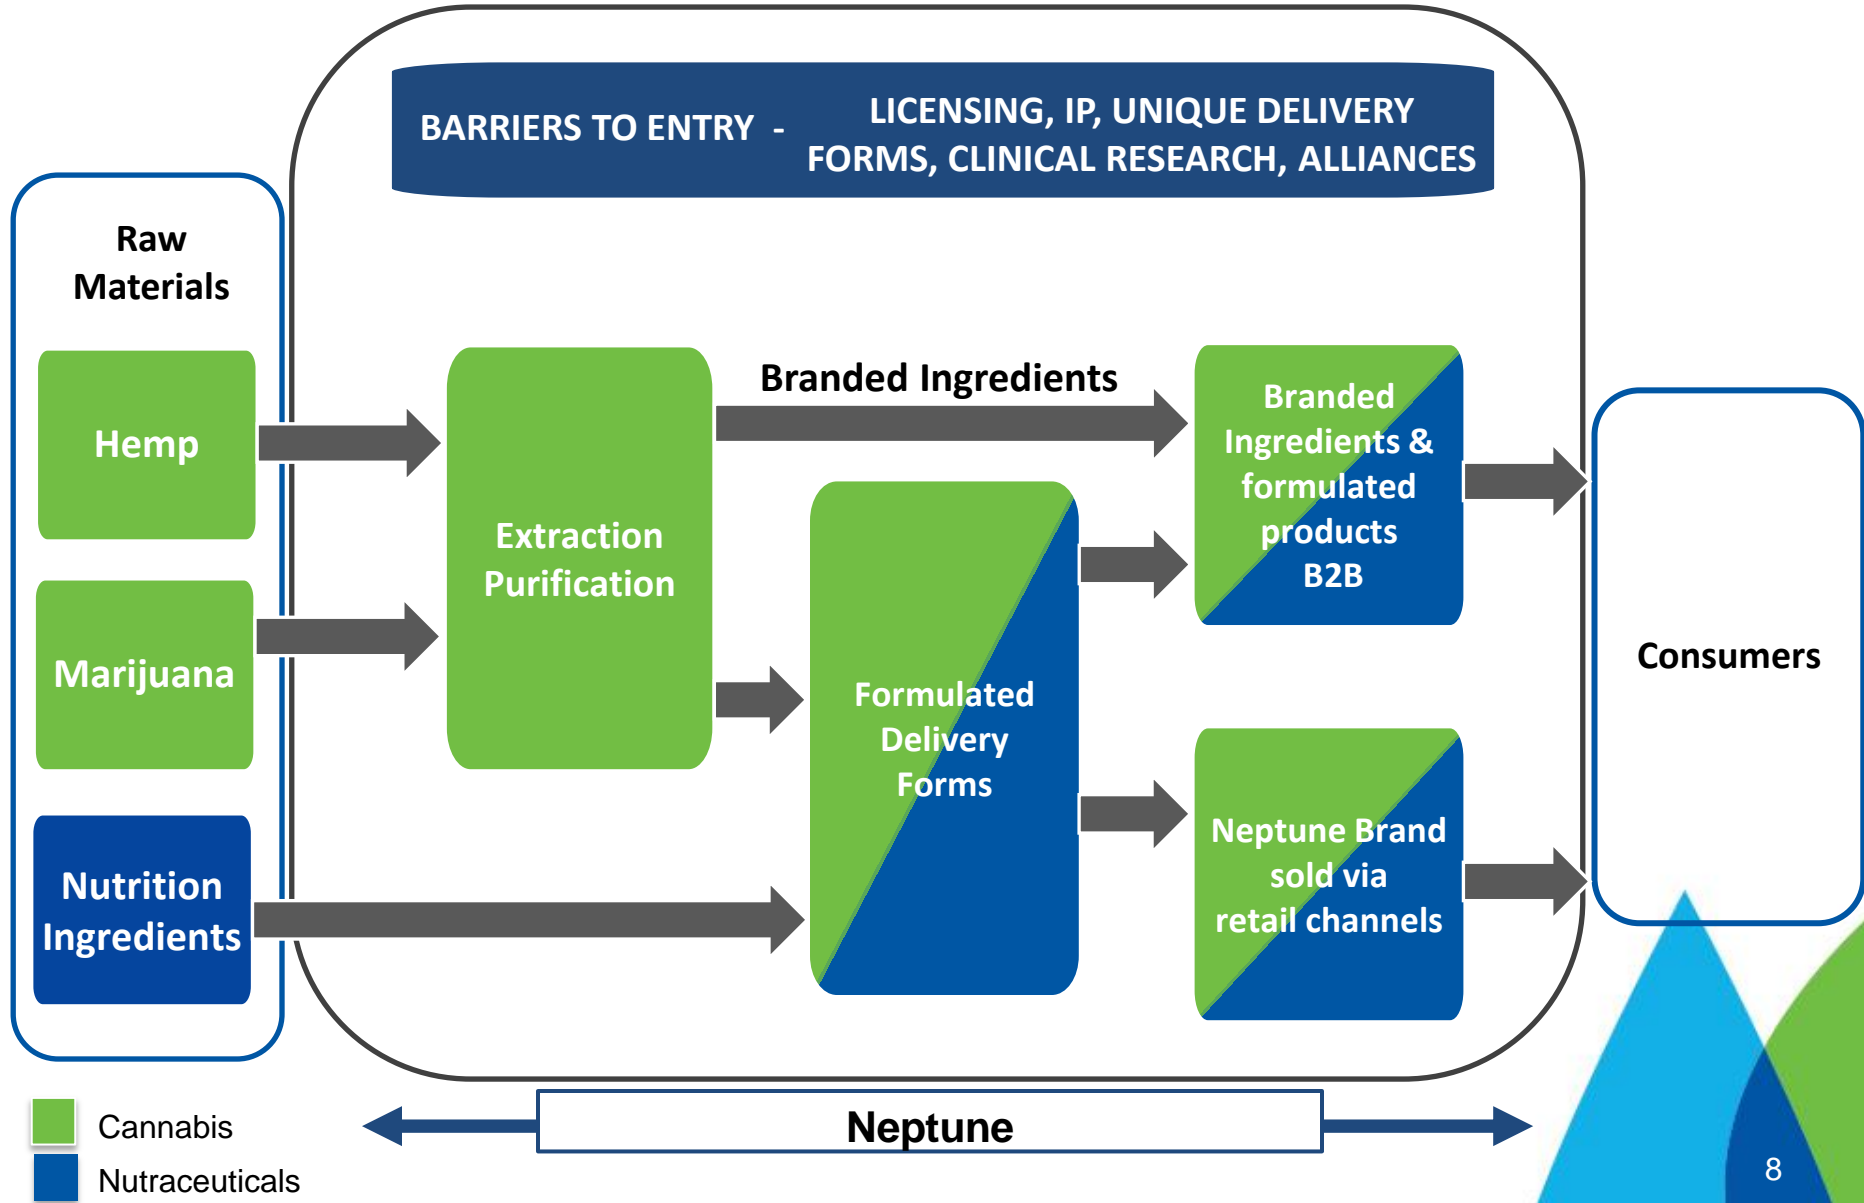 BARRIERS TO ENTRY - LICENSING, IP, UNIQUE DELIVERY
FORMS, CLINICAL RESEARCH, ALLIANCES
Raw
Materials
Hemp
Marijuana
Nutrition
Ingredients
Extraction
Purification
Branded Ingredients
Formulated
Delivery
Forms
Branded
Ingredients &
formulated
products
B2B
Neptune Brand
sold via
retail channels
Consumers
Neptune
Cannabis
Nutraceuticals
8